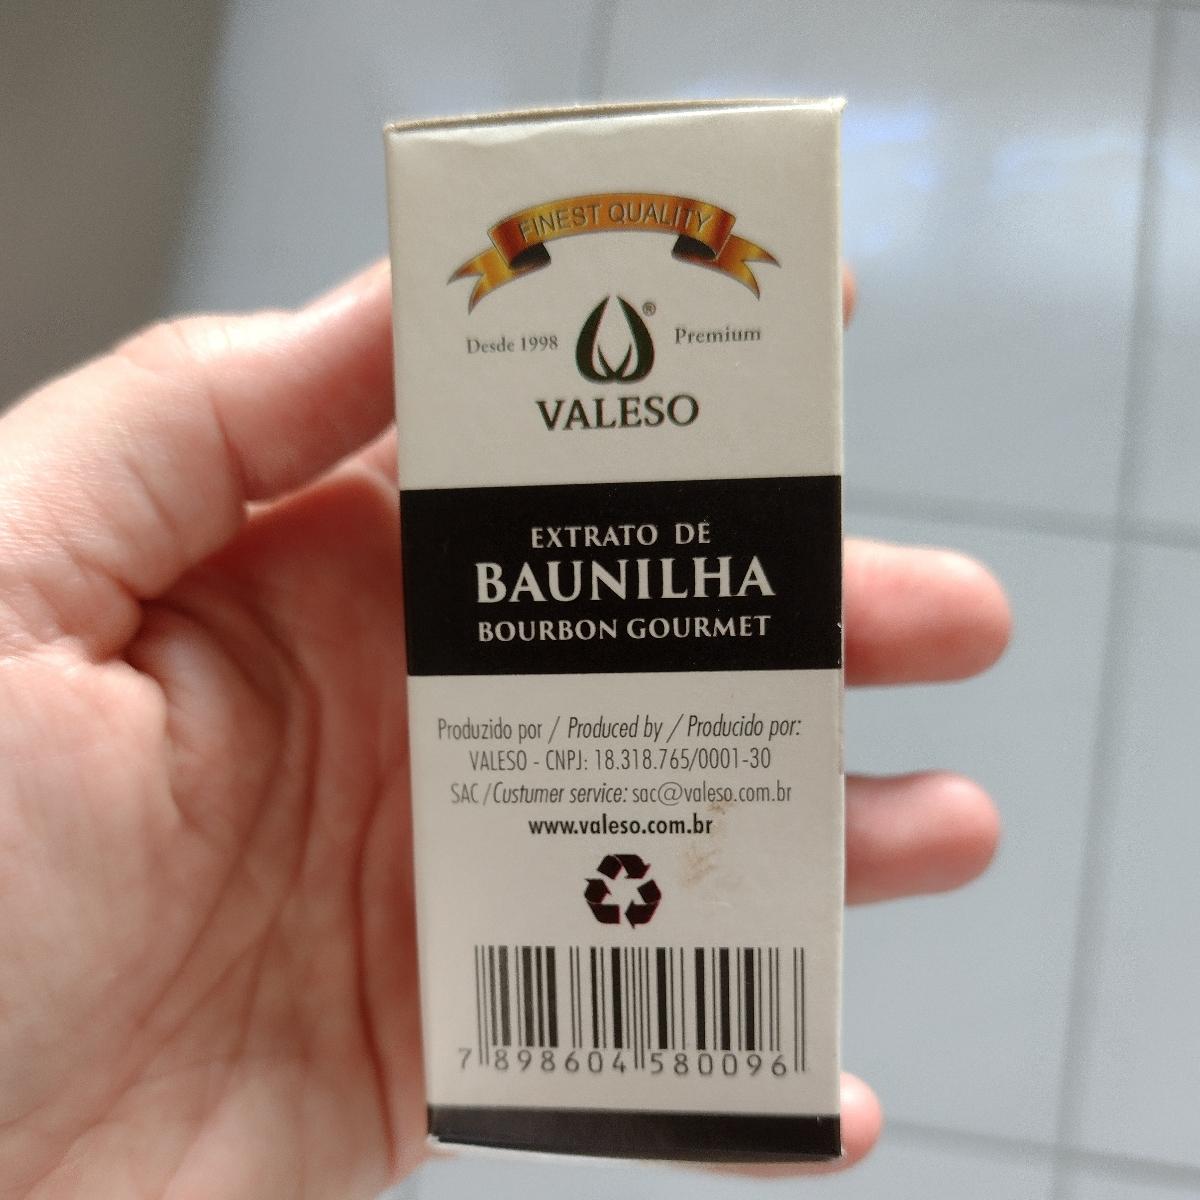 FINEST QUALITY
®
Desde 1998
Premium
VALESO
EXTRATO DE
BAUNILHA
BOURBON GOURMET
Produzido por / Produced by / Producido por:
VALESO - CNPJ: 18.318.765/0001-30
SAC /Custumer service: sac@valeso.com.br
www.valeso.com.br
7 898604 580096